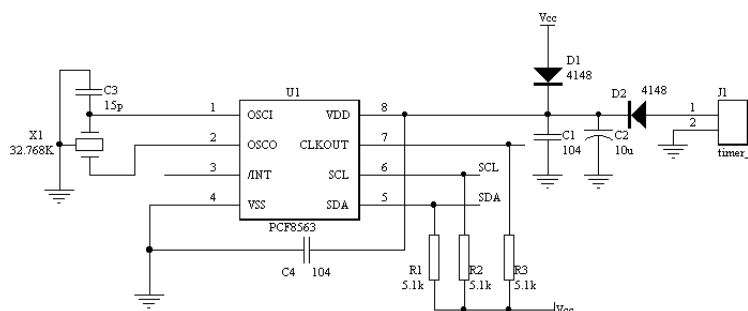 Vcc
D1
4148
D2
4148
J1
C3
15p
U1
X1
32.768K
1
OSCI
VDD
8
2
OSCO
CLKOUT
7
3
/INT
SCL
6
SCL
4
VSS
SDA
5
SDA
PCF8563
C1
104
C2
10u
1
2
timer_
C4
104
R1
5.1k
R2
5.1k
R3
5.1k
Vcc